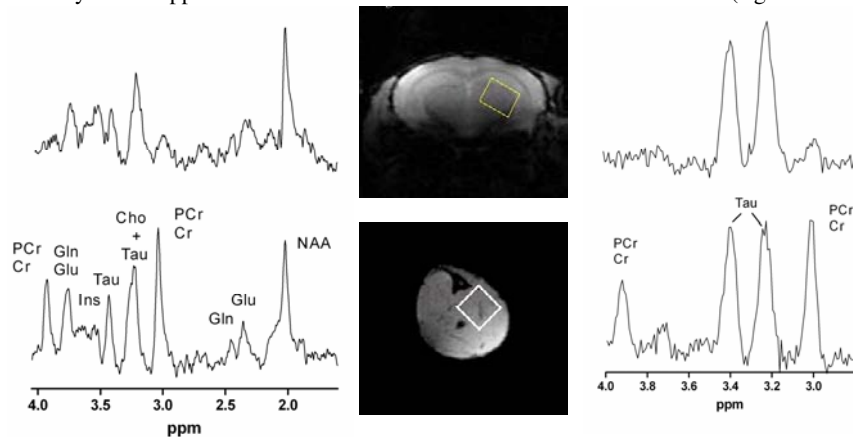 Cho
+
Tau
PCr
Cr
NAA
PCr
Cr
Gln
Glu
Ins
Tau
Glu
Gln
4.0 3.5 3.0 2.5 2.0
ppm
Tau
PCr
Cr
PCr
Cr
4.0 3.8 3.6 3.4 3.2 3.0
ppm